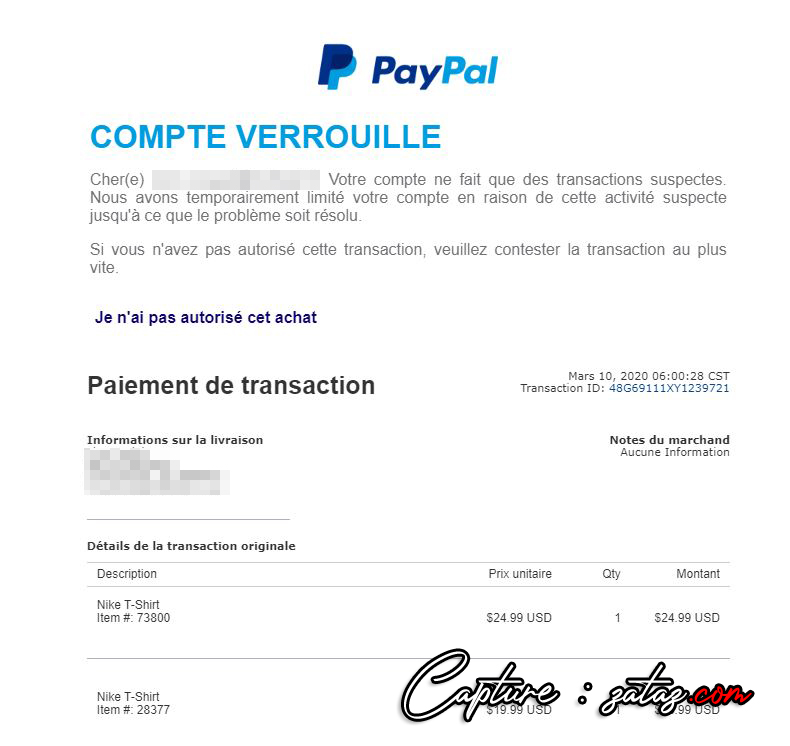 PayPal
COMPTE VERROUILLE
Cher(e) Votre compte ne fait que des transactions suspectes.
Nous avons temporairement limité votre compte en raison de cette activité suspecte
jusqu'à ce que le problème soit résolu.
Si vous n'avez pas autorisé cette transaction, veuillez contester la transaction au plus
vite.
Je n'ai pas autorisé cet achat
Paiement de transaction
Mars 10, 2020 06:00:28 CST
Transaction ID: 48G69111XY1239721
Informations sur la livraison
Notes du marchand
Aucune Information
Détails de la transaction originale
Description Prix unitaire Qty Montant
Nike T-Shirt
Item #: 73800 $24.99 USD 1 $24.99 USD
Nike T-Shirt
Item #: 28377 $19.99 USD 1
Capture : zataz.com